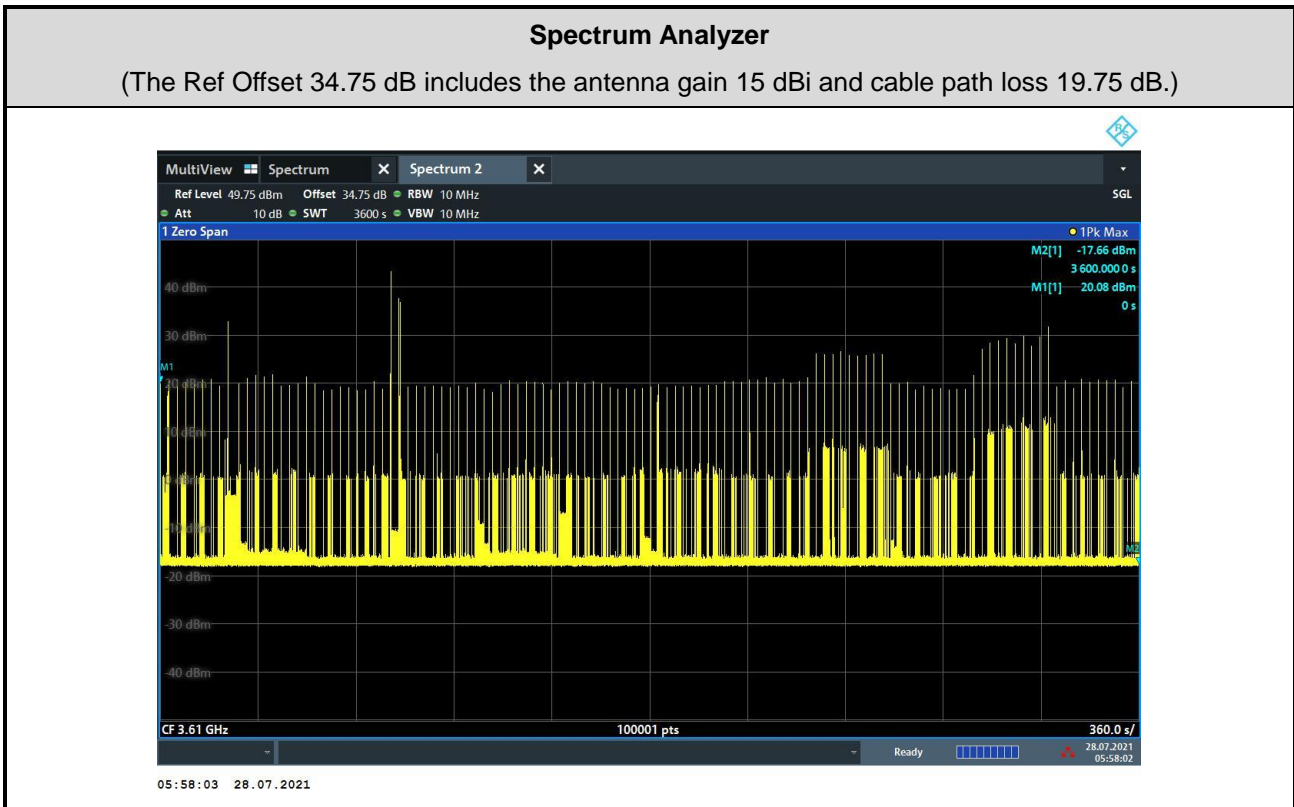 Spectrum Analyzer
(The Ref Offset 34.75 dB includes the antenna gain 15 dBi and cable path loss 19.75 dB.)
R S
MultiView Spectrum X Spectrum 2 X
Ref Level 49.75 dBm Offset 34.75 dB RBW 10 MHz SGL
Att 10 dB SWT 3600 s VBW 10 MHz
1 Zero Span 1Pk Max
M2[1] -17.66 dBm
3 600.000 0 s
40 dBm M1[1] 20.08 dBm
0 s
30 dBm
M1
20 dBm
10 dBm
0 dBm
-10 dBm
M2
-20 dBm
-30 dBm
-40 dBm
CF 3.61 GHz 100001 pts 360.0 s/
Ready 28.07.2021
05:58:02
05:58:03 28.07.2021